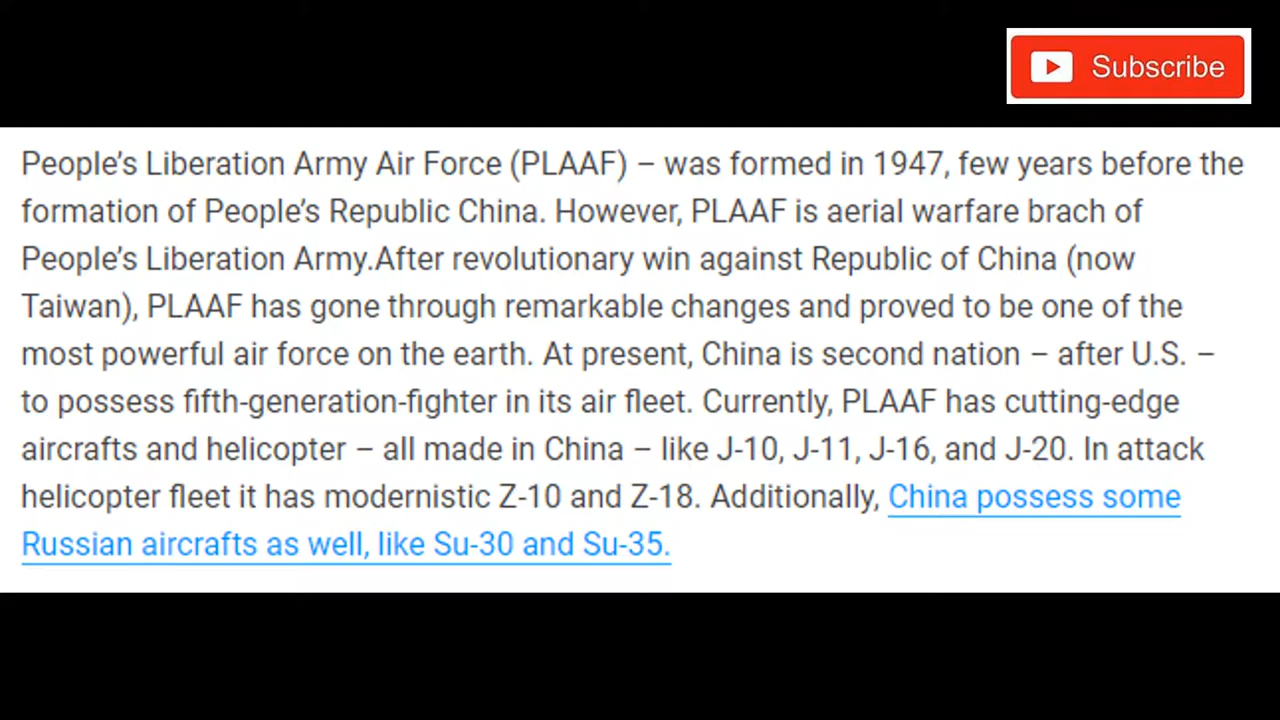 Subscribe
People’s Liberation Army Air Force (PLAAF) – was formed in 1947, few years before the
formation of People’s Republic China. However, PLAAF is aerial warfare brach of
People’s Liberation Army.After revolutionary win against Republic of China (now
Taiwan), PLAAF has gone through remarkable changes and proved to be one of the
most powerful air force on the earth. At present, China is second nation – after U.S. –
to possess fifth-generation-fighter in its air fleet. Currently, PLAAF has cutting-edge
aircrafts and helicopter – all made in China – like J-10, J-11, J-16, and J-20. In attack
helicopter fleet it has modernistic Z-10 and Z-18. Additionally, China possess some
Russian aircrafts as well, like Su-30 and Su-35.